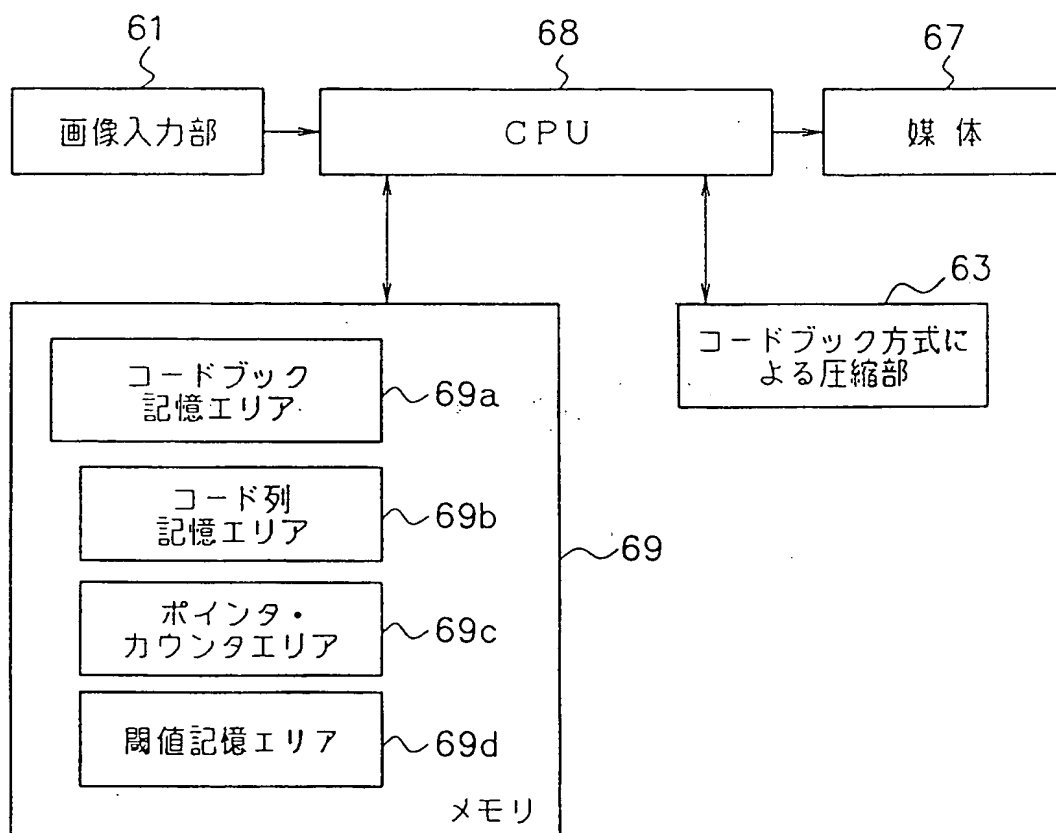 61
68
67
画像入力部
CPU
媒体
63
コードブック方式に
よる圧縮部
コードブック
記憶エリア
69a
コード列
記憶エリア
69b
69
ポインタ・
カウンタエリア
69c
閾値記憶エリア
69d
メモリ